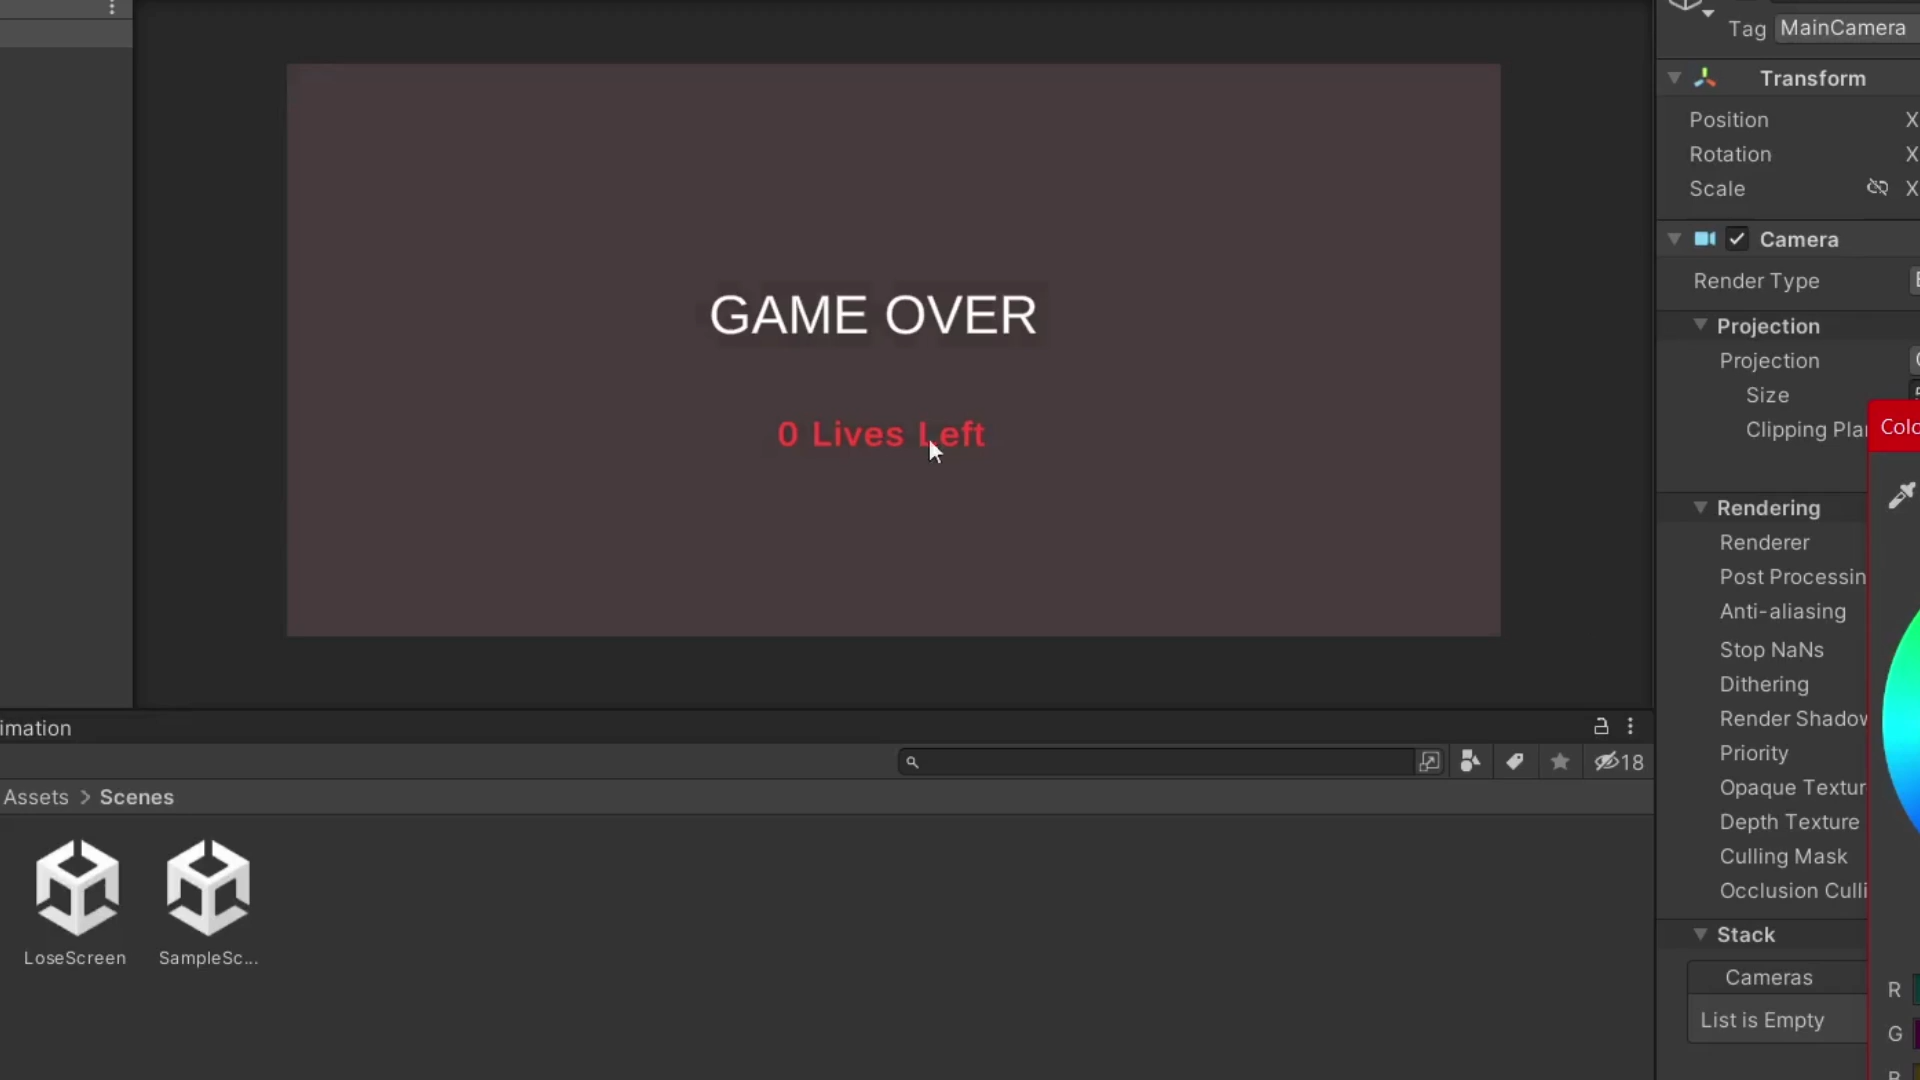 Tag MainCamera
Transform
Position X
Rotation X
Scale X
Camera
Render Type
Projection
Projection
Size
Clipping Pla
Colo
Rendering
Renderer
Post Processin
Anti-aliasing
Stop NaNs
Dithering
Render Shadow
Priority
Opaque Textur
Depth Texture
Culling Mask
Occlusion Culli
Stack
Cameras
List is Empty
R
G
GAME OVER
0 Lives Left
imation
18
Assets > Scenes
LoseScreen
SampleSc...